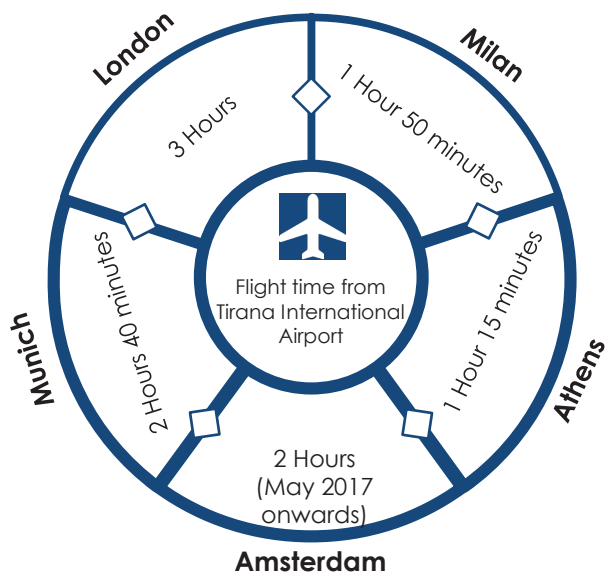 London
3 Hours
Milan
1 Hour 50 minutes
Flight time from
Tirana International
Airport
Munich
2 Hours 40 minutes
1 Hour 15 minutes
Athens
2 Hours
(May 2017
onwards)
Amsterdam